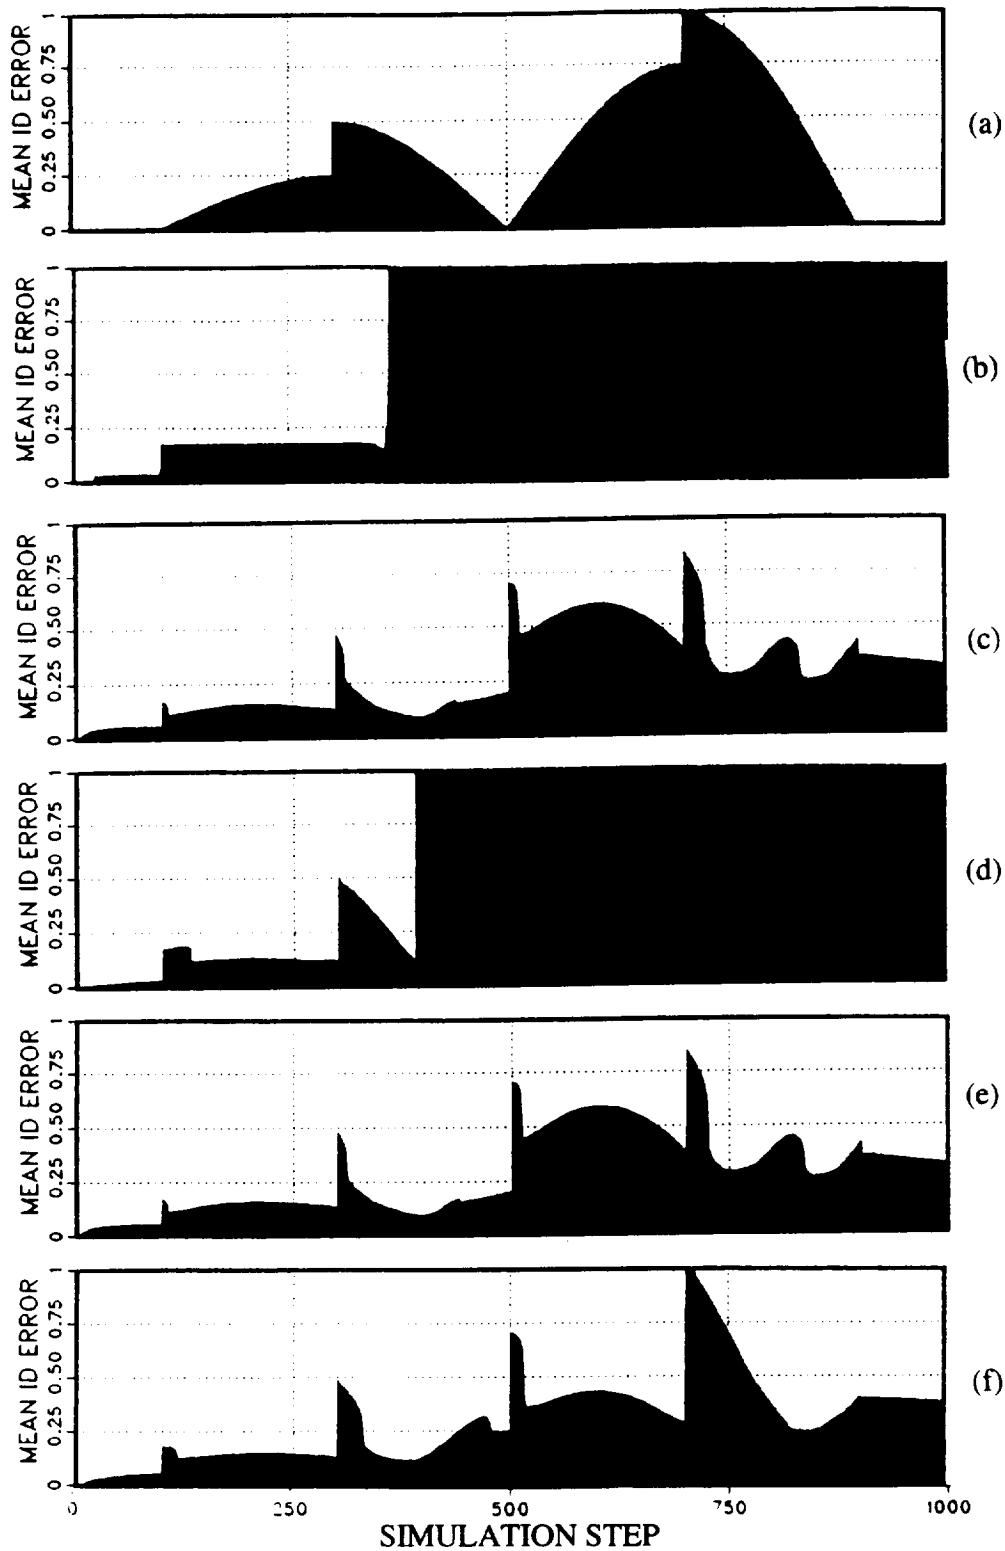 MEAN ID ERROR
0 0.25 0.50 0.75 1
(a)
MEAN ID ERROR
0 0.25 0.50 0.75 1
(b)
MEAN ID ERROR
0 0.25 0.50 0.75 1
(c)
MEAN ID ERROR
0 0.25 0.50 0.75 1
(d)
MEAN ID ERROR
0 0.25 0.50 0.75 1
(e)
MEAN ID ERROR
0 0.25 0.50 0.75 1
(f)
0 250 500 750 1000
SIMULATION STEP